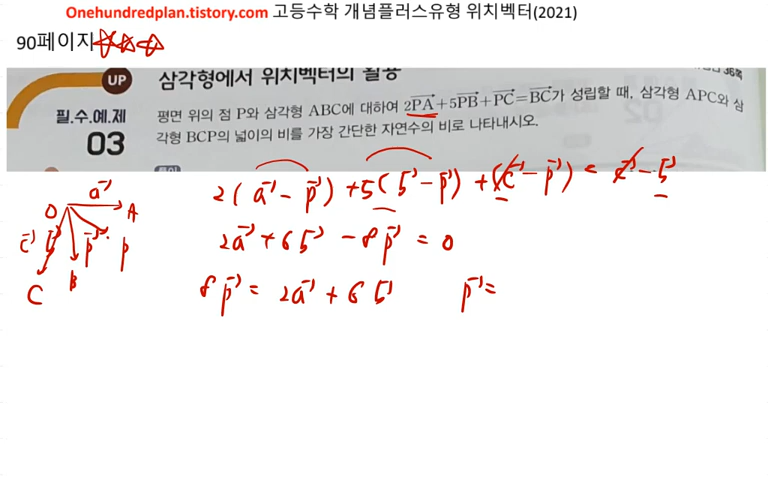 Onehundredplan.tistory.com 고등수학 개념플러스유형 위치벡터(2021)
90페이지
UP 삼각형에서 위치벡터의 활용
필.수.예.제 03
평면 위의 점 P와 삼각형 ABC에 대하여 2PA+5PB+PC=BC가 성립할 때, 삼각형 APC와 삼
각형 BCP의 넓이의 비를 가장 간단한 자연수의 비로 나타내시오.
2(a⃗ - p⃗) + 5(b⃗ - p⃗) + (c⃗ - p⃗) = c⃗ - b⃗
2a⃗ + 6b⃗ - 8p⃗ = 0
8p⃗ = 2a⃗ + 6b⃗ p⃗ =
a⃗
O A
c⃗ b⃗ p⃗ p
B
C